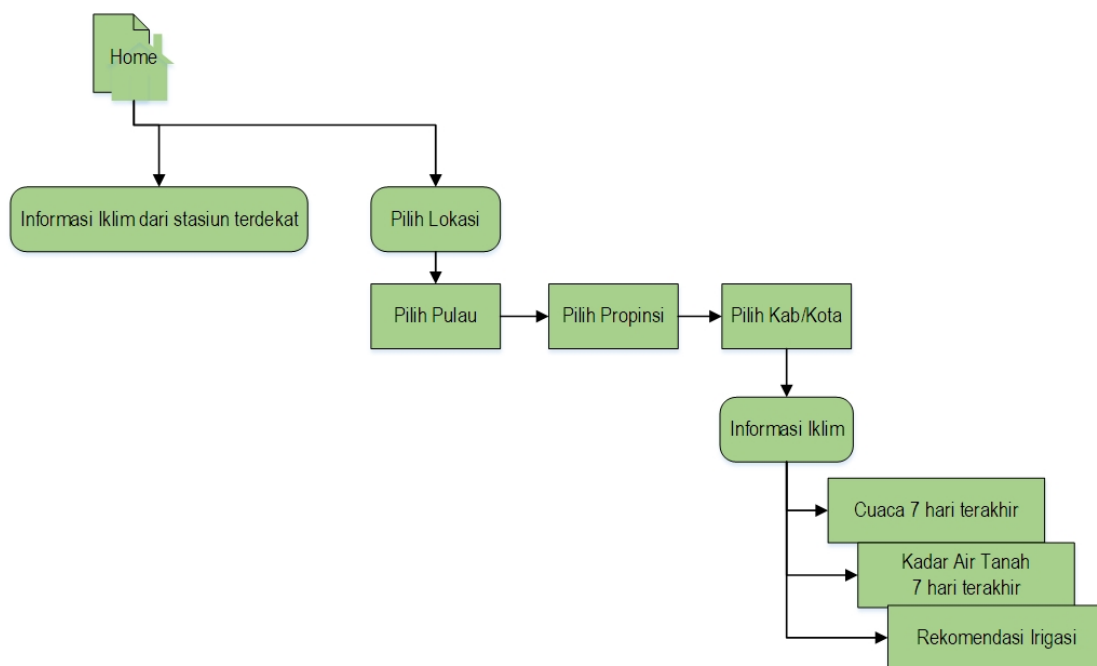 Home
Informasi Iklim dari stasiun terdekat
Pilih Lokasi
Pilih Pulau
Pilih Propinsi
Pilih Kab/Kota
Informasi Iklim
Cuaca 7 hari terakhir
Kadar Air Tanah
7 hari terakhir
Rekomendasi Irigasi